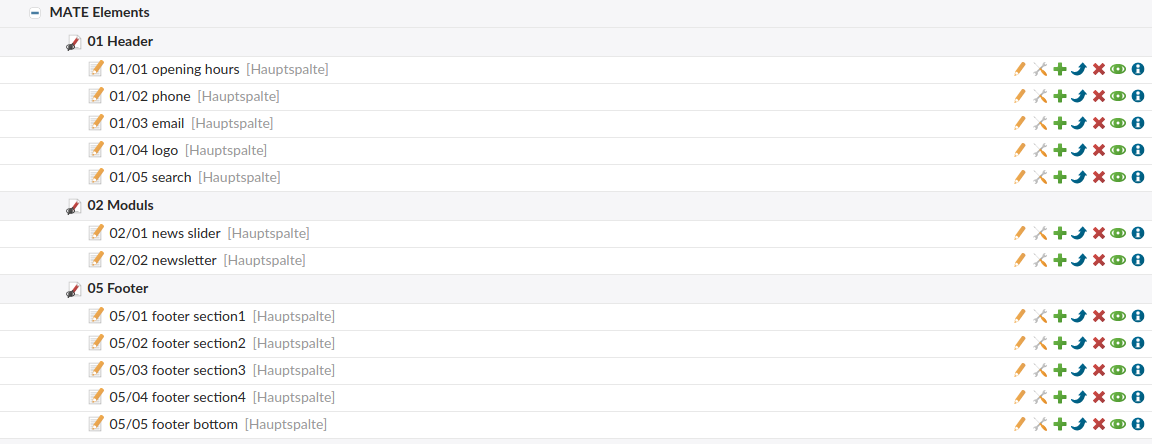 MATE Elements
01 Header
01/01 opening hours [Hauptspalte]
01/02 phone [Hauptspalte]
01/03 email [Hauptspalte]
01/04 logo [Hauptspalte]
01/05 search [Hauptspalte]
02 Moduls
02/01 news slider [Hauptspalte]
02/02 newsletter [Hauptspalte]
05 Footer
05/01 footer section1 [Hauptspalte]
05/02 footer section2 [Hauptspalte]
05/03 footer section3 [Hauptspalte]
05/04 footer section4 [Hauptspalte]
05/05 footer bottom [Hauptspalte]